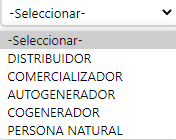 -Seleccionar-
-Seleccionar-
DISTRIBUIDOR
COMERCIALIZADOR
AUTOGENERADOR
COGENERADOR
PERSONA NATURAL